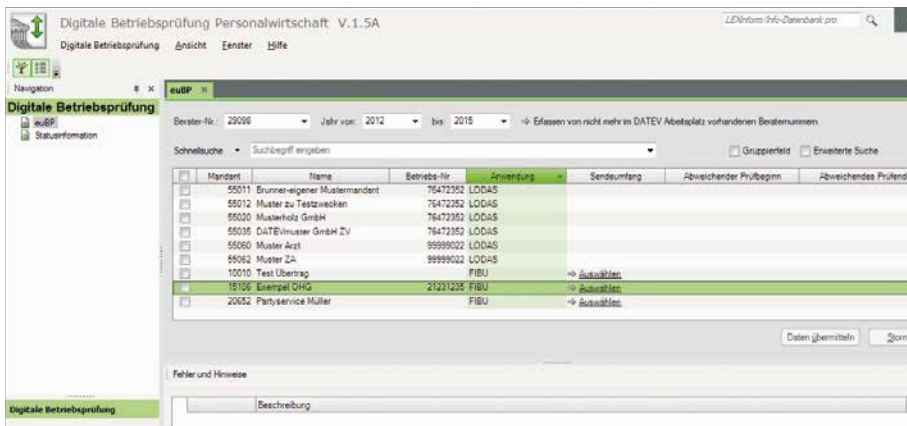 Digitale Betriebsprüfung Personalwirtschaft V.1.5A
LEXinform/Info-Datenbank pro
Digitale Betriebsprüfung Ansicht Fenster Hilfe
Navigation
euBP
Digitale Betriebsprüfung
euBP
Statusinformation
Berater-Nr.: 29098 Jahr von: 2012 bis: 2015 Erfassen von nicht mehr im DATEV Arbeitsplatz vorhandenen Beraternummern
Schnellsuche Suchbegriff eingeben Gruppierfeld Erweiterte Suche
Mandant Name Betriebs-Nr Anwendung Sendeumfang Abweichender Prüfbeginn Abweichendes Prüfend
55011 Brunner-eigener Mustermandant 76472352 LODAS
55012 Muster zu Testzwecken 76472352 LODAS
55020 Musterholz GmbH 76472352 LODAS
55035 DATEVmuster GmbH ZV 76472352 LODAS
55060 Muster Arzt 99999022 LODAS
55062 Muster ZA 99999022 LODAS
10010 Test Übertrag FIBU Auswählen
15106 Exempel OHG 21231235 FIBU Auswählen
20652 Partyservice Müller FIBU Auswählen
Daten übermitteln Storn
Fehler und Hinweise
Beschreibung
Digitale Betriebsprüfung